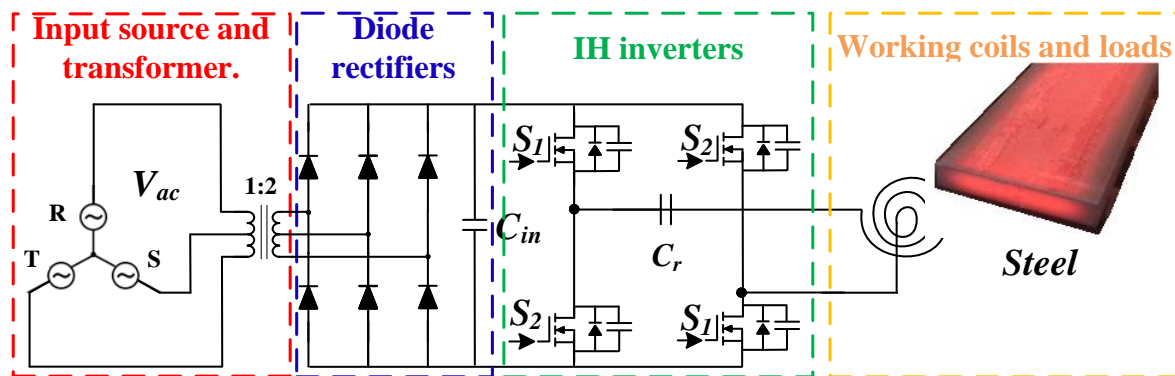 Input source and
transformer.
Diode
rectifiers
IH inverters
Working coils and loads
S1
S2
Vac
1:2
R
T
S
Cin
Cr
Steel
S2
S1